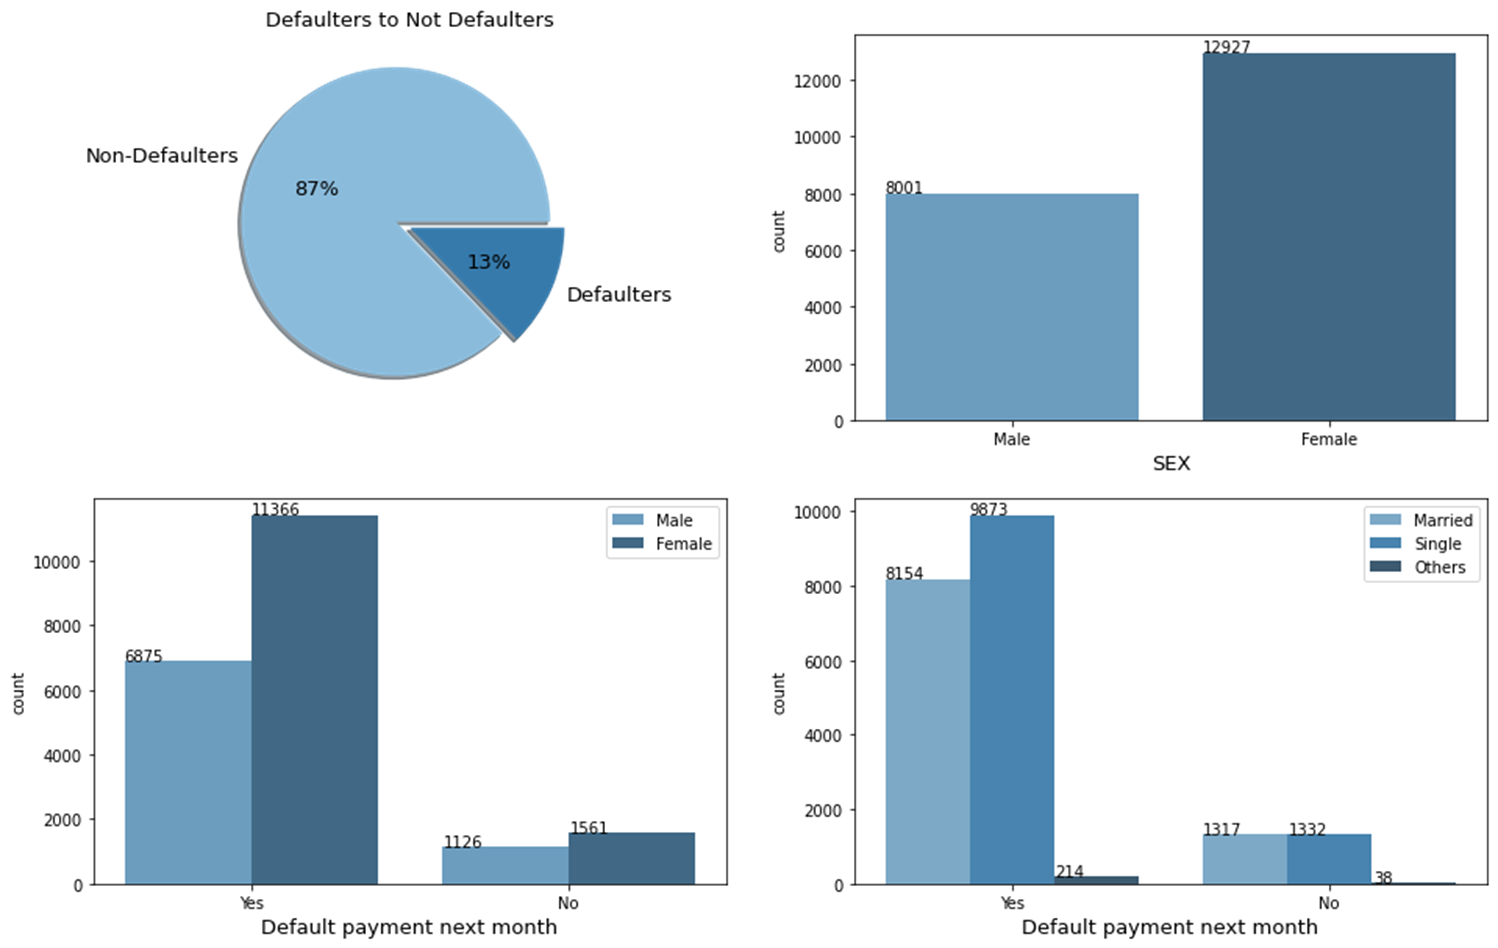 Defaulters to Not Defaulters
Non-Defaulters
87%
13%
Defaulters
12927
12000
10000
8001
8000
6000
4000
2000
0
count
Male
Female
SEX
11366
Male
Female
10000
8000
6875
6000
4000
2000
1126
1561
0
count
Yes
No
Default payment next month
10000
9873
Married
Single
Others
8154
8000
6000
4000
2000
1317
1332
214
38
0
count
Yes
No
Default payment next month